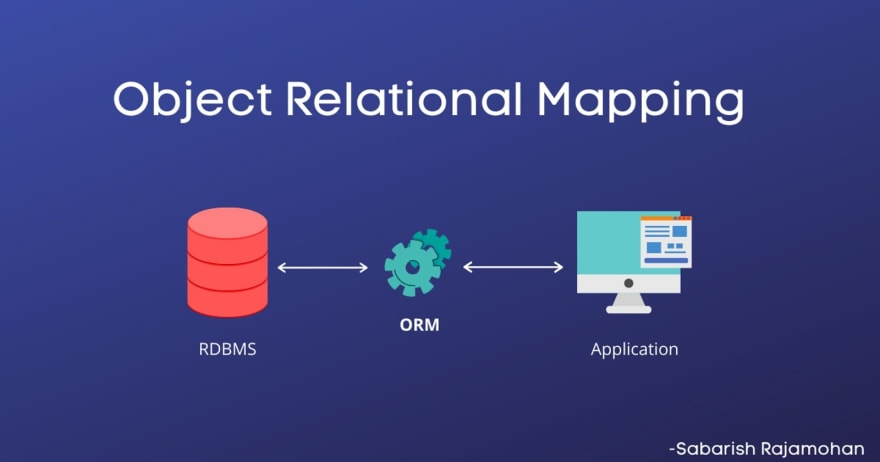 Object Relational Mapping
ORM
RDBMS
Application
-Sabarish Rajamohan